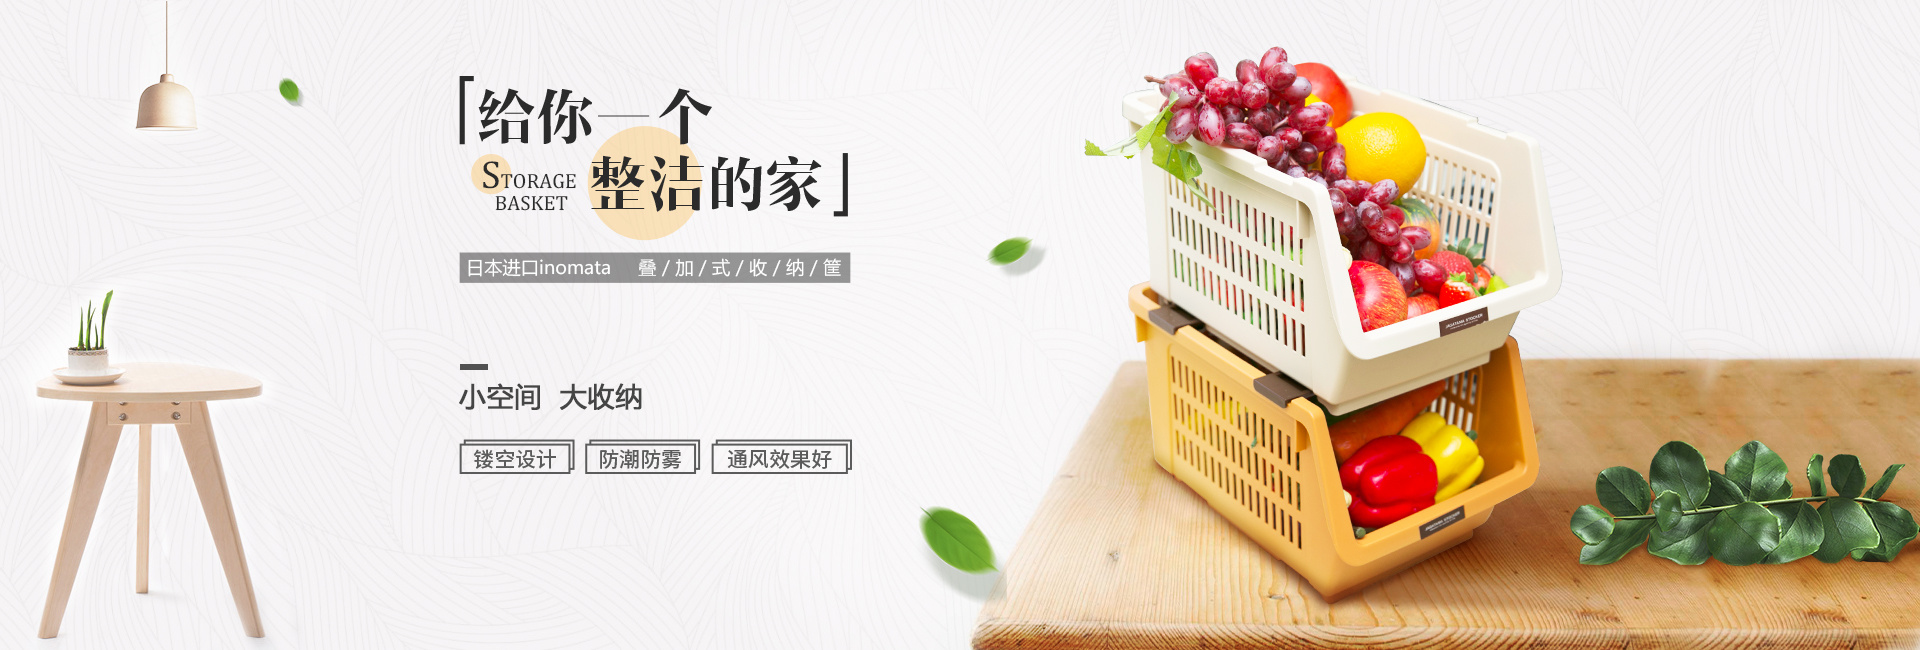 「给你一个
STORAGE
BASKET
整洁的家」
日本进口inomata 叠/加/式/收/纳/筐
小空间 大收纳
镂空设计 防潮防雾 通风效果好